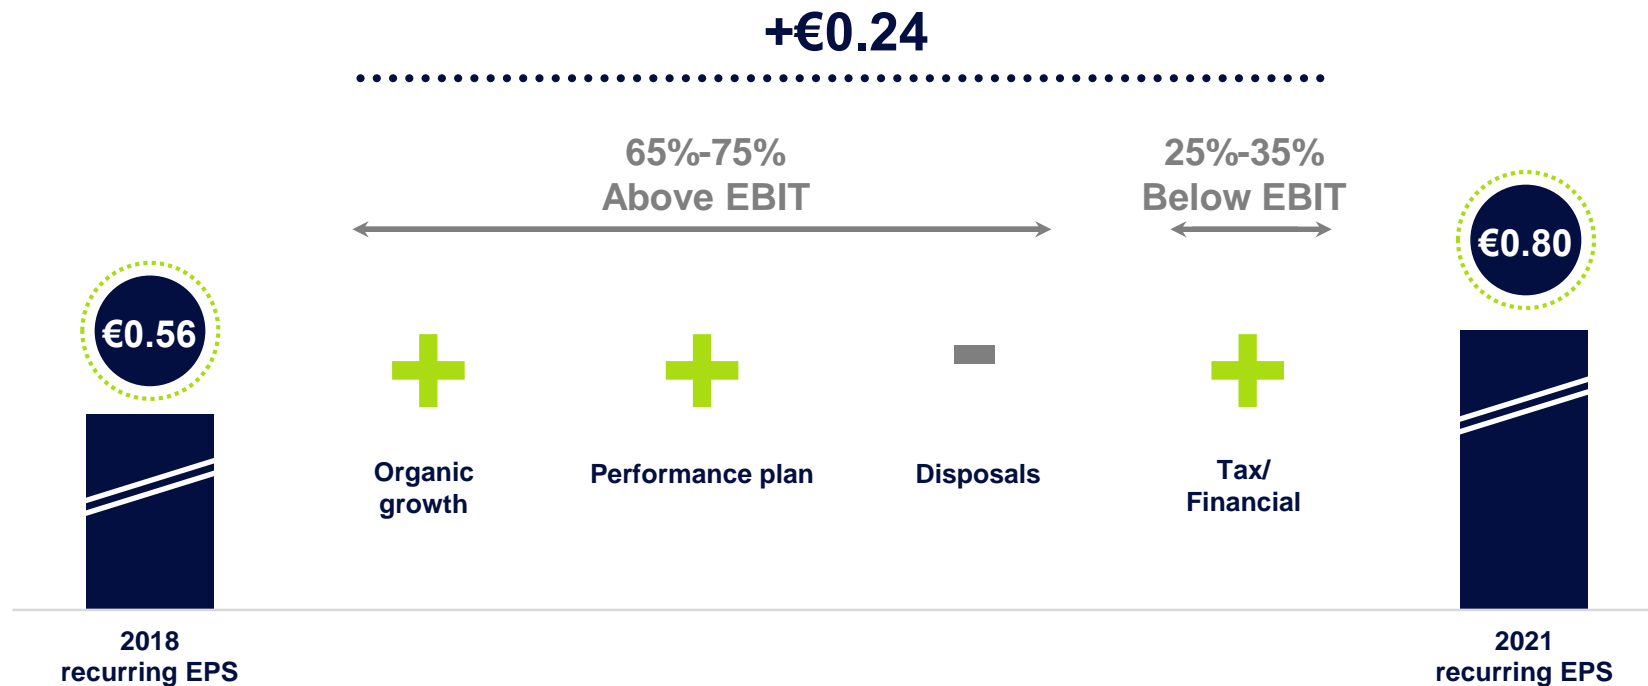 +€0.24
65%-75%
Above EBIT
25%-35%
Below EBIT
€0.56
€0.80
Organic
growth
Performance plan
Disposals
Tax/
Financial
2018
recurring EPS
2021
recurring EPS